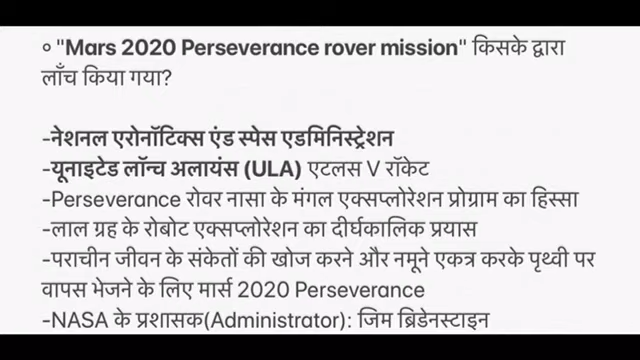 ० "Mars 2020 Perseverance rover mission" किसके द्वारा
लाँच किया गया?
-नेशनल एरोनॉटिक्स एंड स्पेस एडमिनिस्ट्रेशन
-यूनाइटेड लॉन्च अलायंस (ULA) एटलस V रॉकेट
-Perseverance रोवर नासा के मंगल एक्सप्लोरेशन प्रोग्राम का हिस्सा
-लाल ग्रह के रोबोट एक्सप्लोरेशन का दीर्घकालिक प्रयास
-प्राचीन जीवन के संकेतों की खोज करने और नमूने एकत्र करके पृथ्वी पर
वापस भेजने के लिए मार्स 2020 Perseverance
-NASA के प्रशासक(Administrator): जिम ब्रिडेनस्टाइन